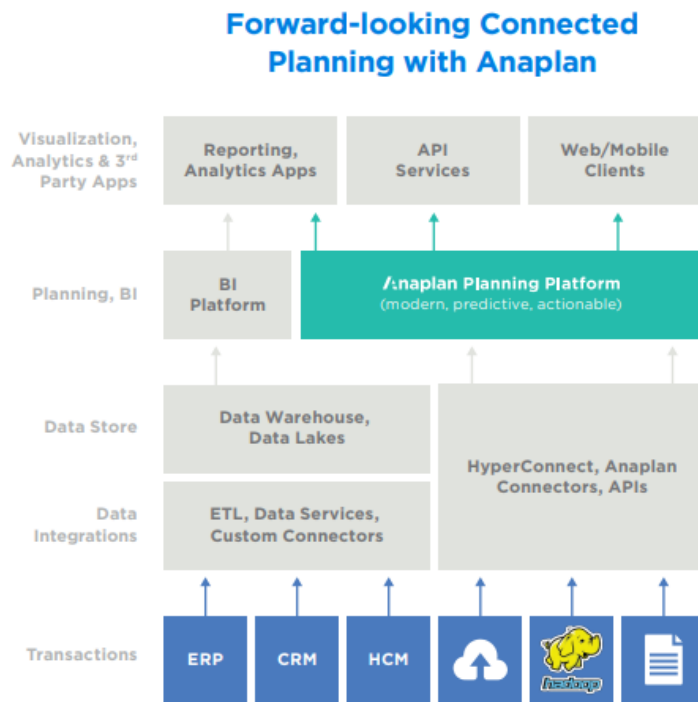 Forward-looking Connected
Planning with Anaplan
Visualization,
Analytics & 3rd
Party Apps
Reporting,
Analytics Apps
API
Services
Web/Mobile
Clients
Planning, BI
BI
Platform
Anaplan Planning Platform
(modern, predictive, actionable)
Data Store
Data Warehouse,
Data Lakes
HyperConnect, Anaplan
Connectors, APIs
Data
Integrations
ETL, Data Services,
Custom Connectors
Transactions
ERP
CRM
HCM
hadoop